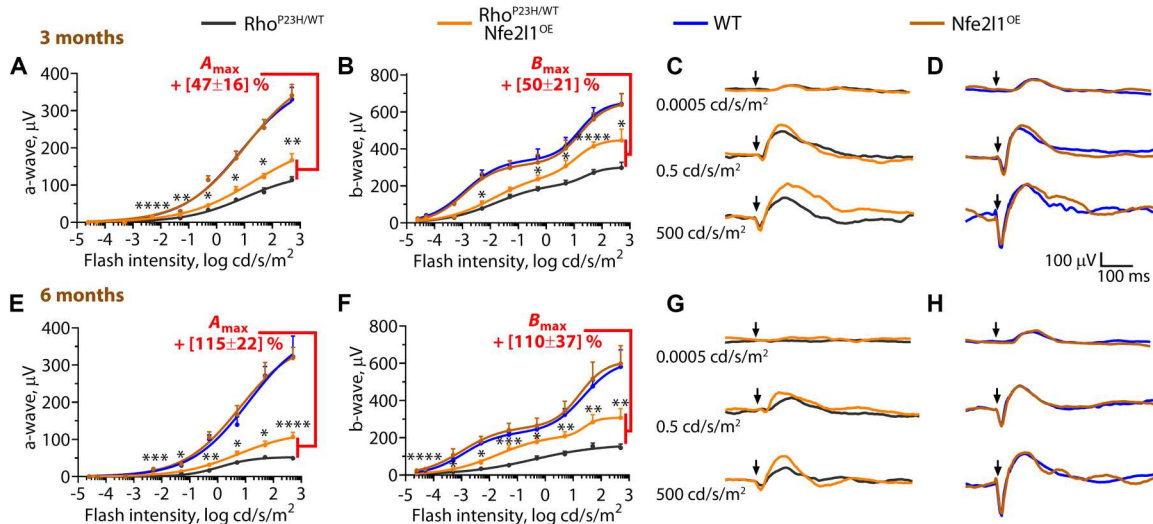 Rho^P23H/WT
Rho^P23H/WT
Nfe2l1^OE
WT
Nfe2l1^OE
3 months
A
a-wave, µV
400
300
200
100
0
-5 -4 -3 -2 -1 0 1 2 3
Flash intensity, log cd/s/m²
A max
+ [47±16] %
**** ** * * * **
B
b-wave, µV
800
600
400
200
0
-5 -4 -3 -2 -1 0 1 2 3
Flash intensity, log cd/s/m²
B max
+ [50±21] %
* * * **** *
C
0.0005 cd/s/m²
0.5 cd/s/m²
500 cd/s/m²
D
100 µV
100 ms
6 months
E
a-wave, µV
400
300
200
100
0
-5 -4 -3 -2 -1 0 1 2 3
Flash intensity, log cd/s/m²
A max
+ [115±22] %
*** * ** * * ****
F
b-wave, µV
800
600
400
200
0
-5 -4 -3 -2 -1 0 1 2 3
Flash intensity, log cd/s/m²
B max
+ [110±37] %
**** * * *** * ** ** **
G
0.0005 cd/s/m²
0.5 cd/s/m²
500 cd/s/m²
H